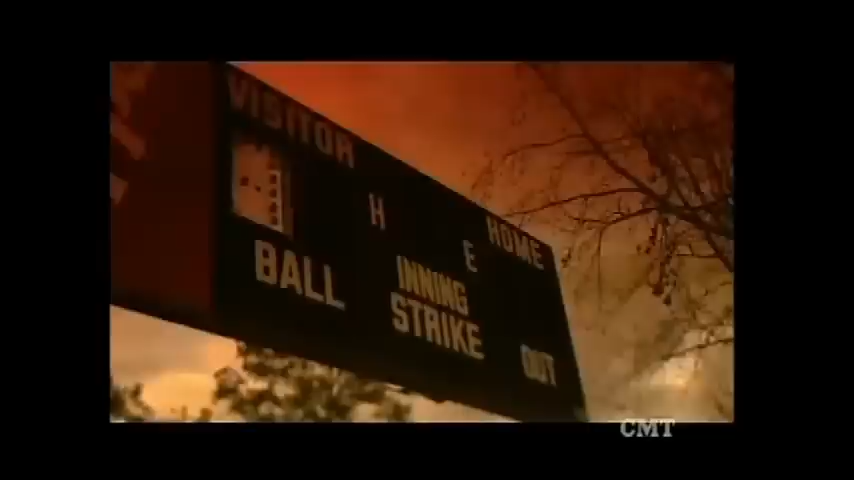 VISITOR
HOME
H
E
BALL
INNING
STRIKE
OUT
CMT